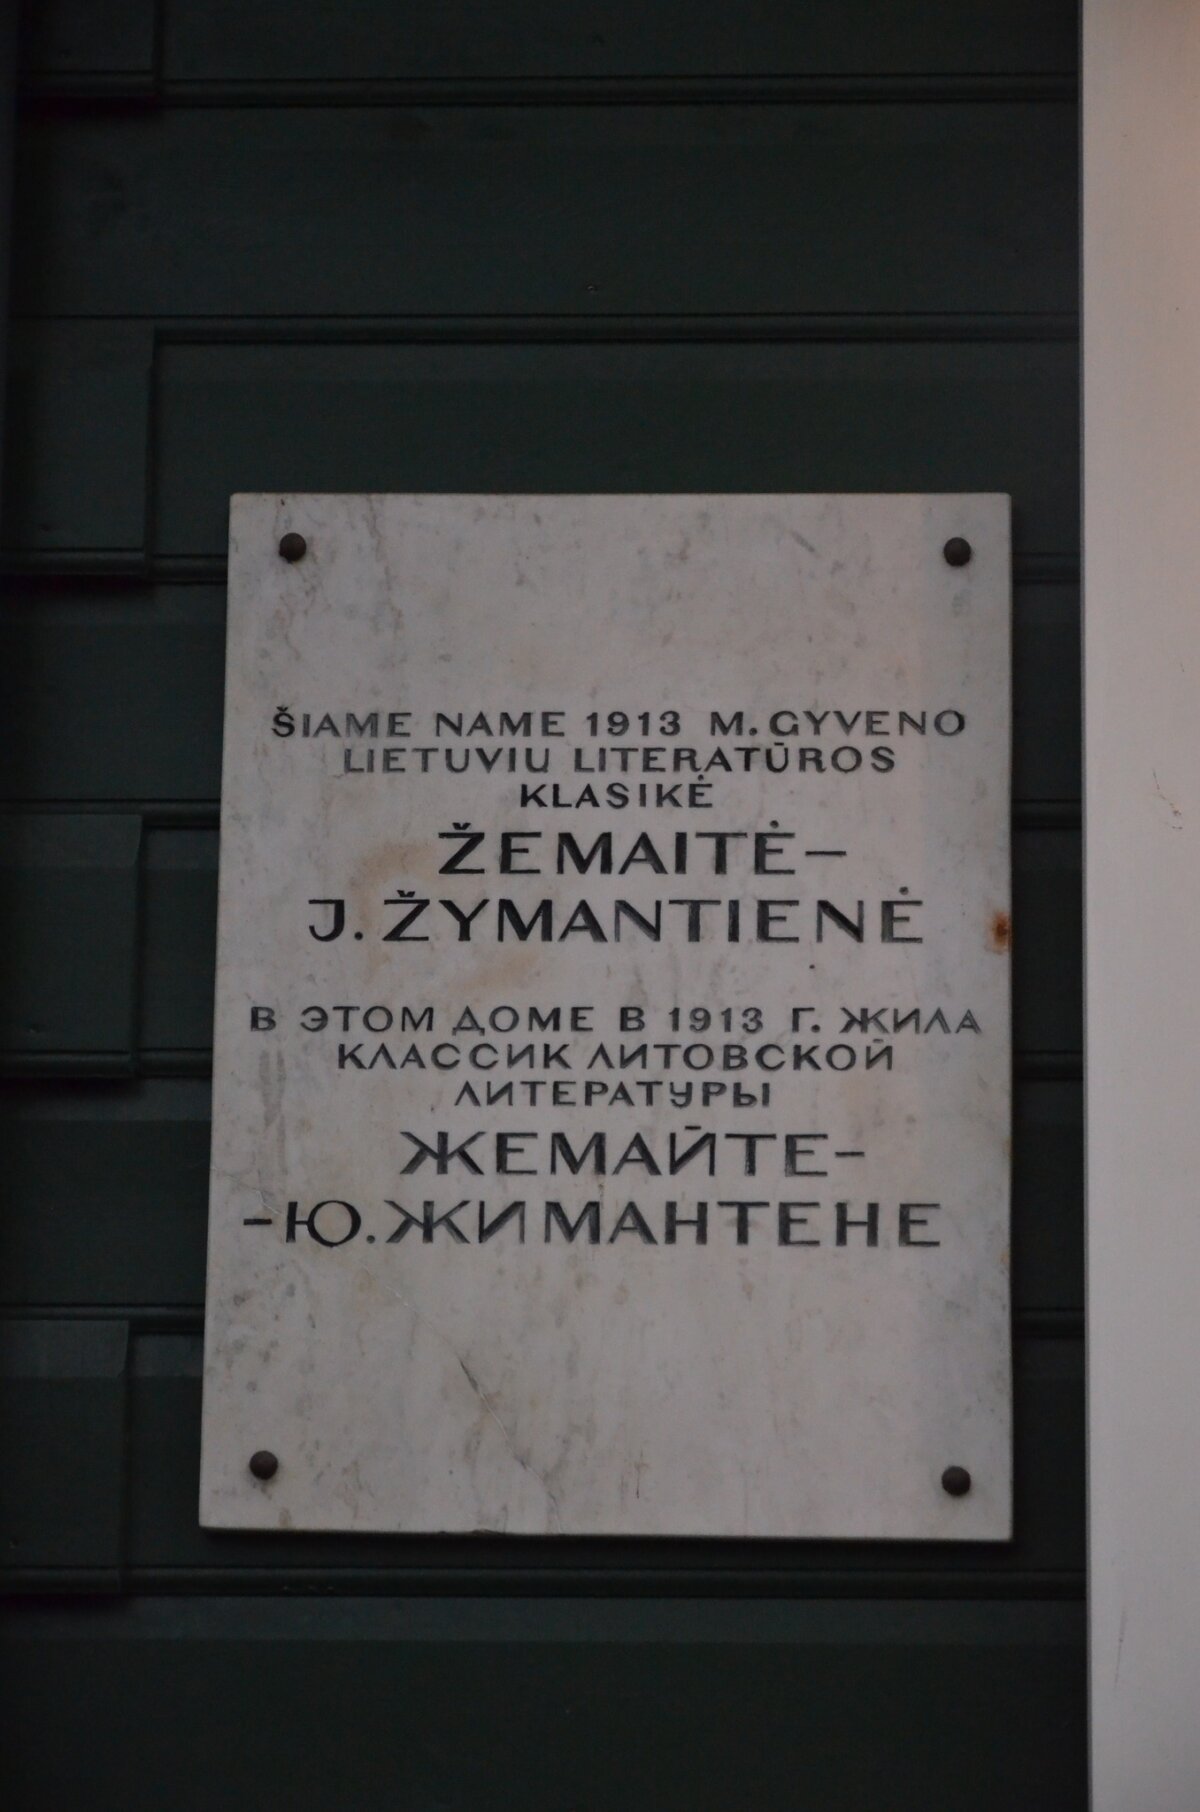 ŠIAME NAME 1913 M. GYVENO
LIETUVIU LITERATŪROS
KLASIKĖ
ŽEMAITĖ–
J. ŽYMANTIENĖ
В ЭТОМ ДОМЕ В 1913 Г. ЖИЛА
КЛАССИК ЛИТОВСКОЙ
ЛИТЕРАТУРЫ
ЖЕМАЙТЕ–
–Ю. ЖИМАНТЕНЕ